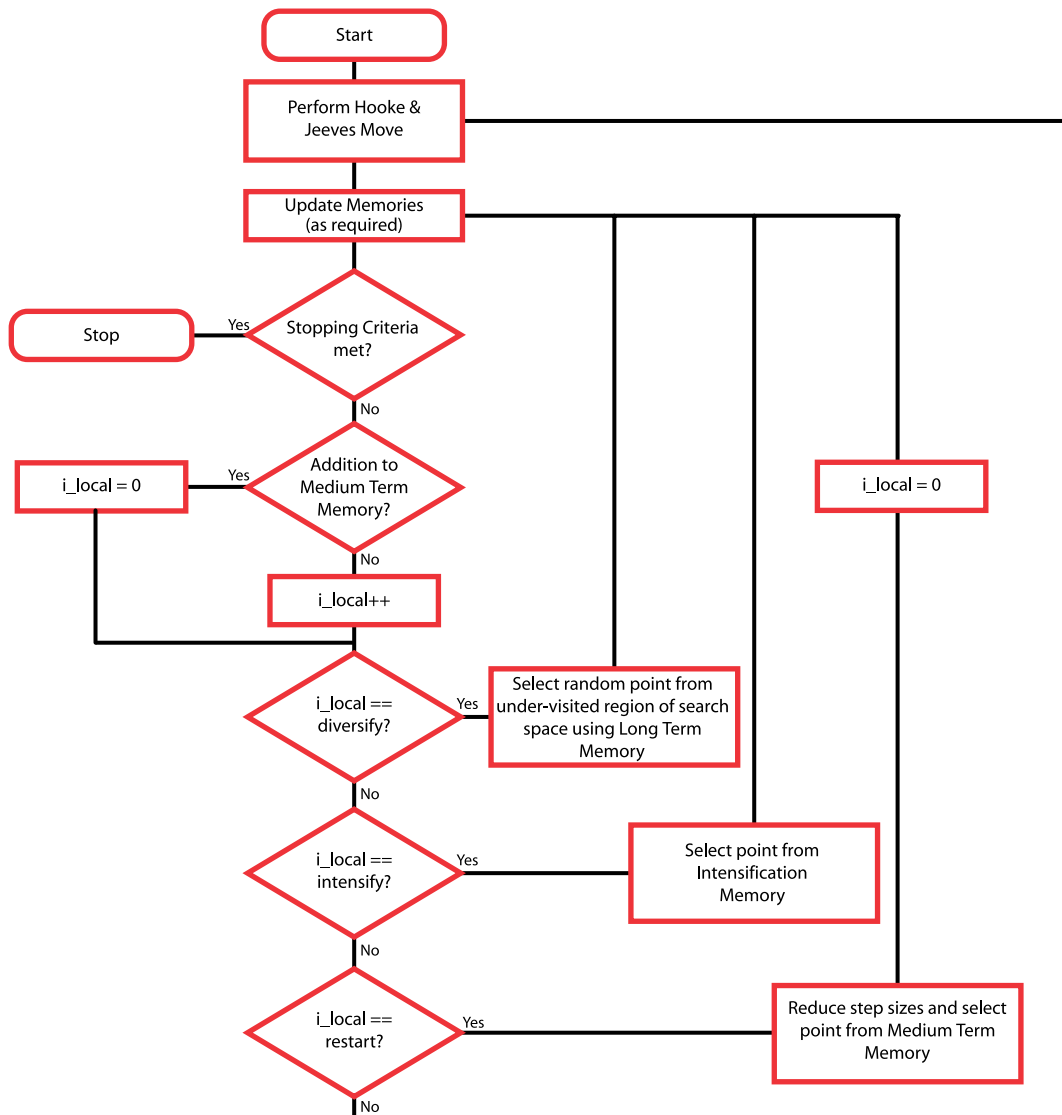 Start
Perform Hooke &
Jeeves Move
Update Memories
(as required)
Stopping Criteria
met?
Yes
Stop
No
Addition to
Medium Term
Memory?
Yes
i_local = 0
i_local = 0
No
i_local++
i_local ==
diversify?
Yes
Select random point from
under-visited region of search
space using Long Term
Memory
No
i_local ==
intensify?
Yes
Select point from
Intensification
Memory
No
i_local ==
restart?
Yes
Reduce step sizes and select
point from Medium Term
Memory
No